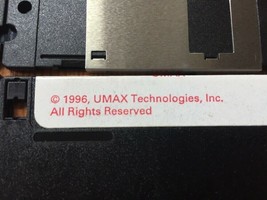 © 1996, UMAX Technologies, Inc.
All Rights Reserved